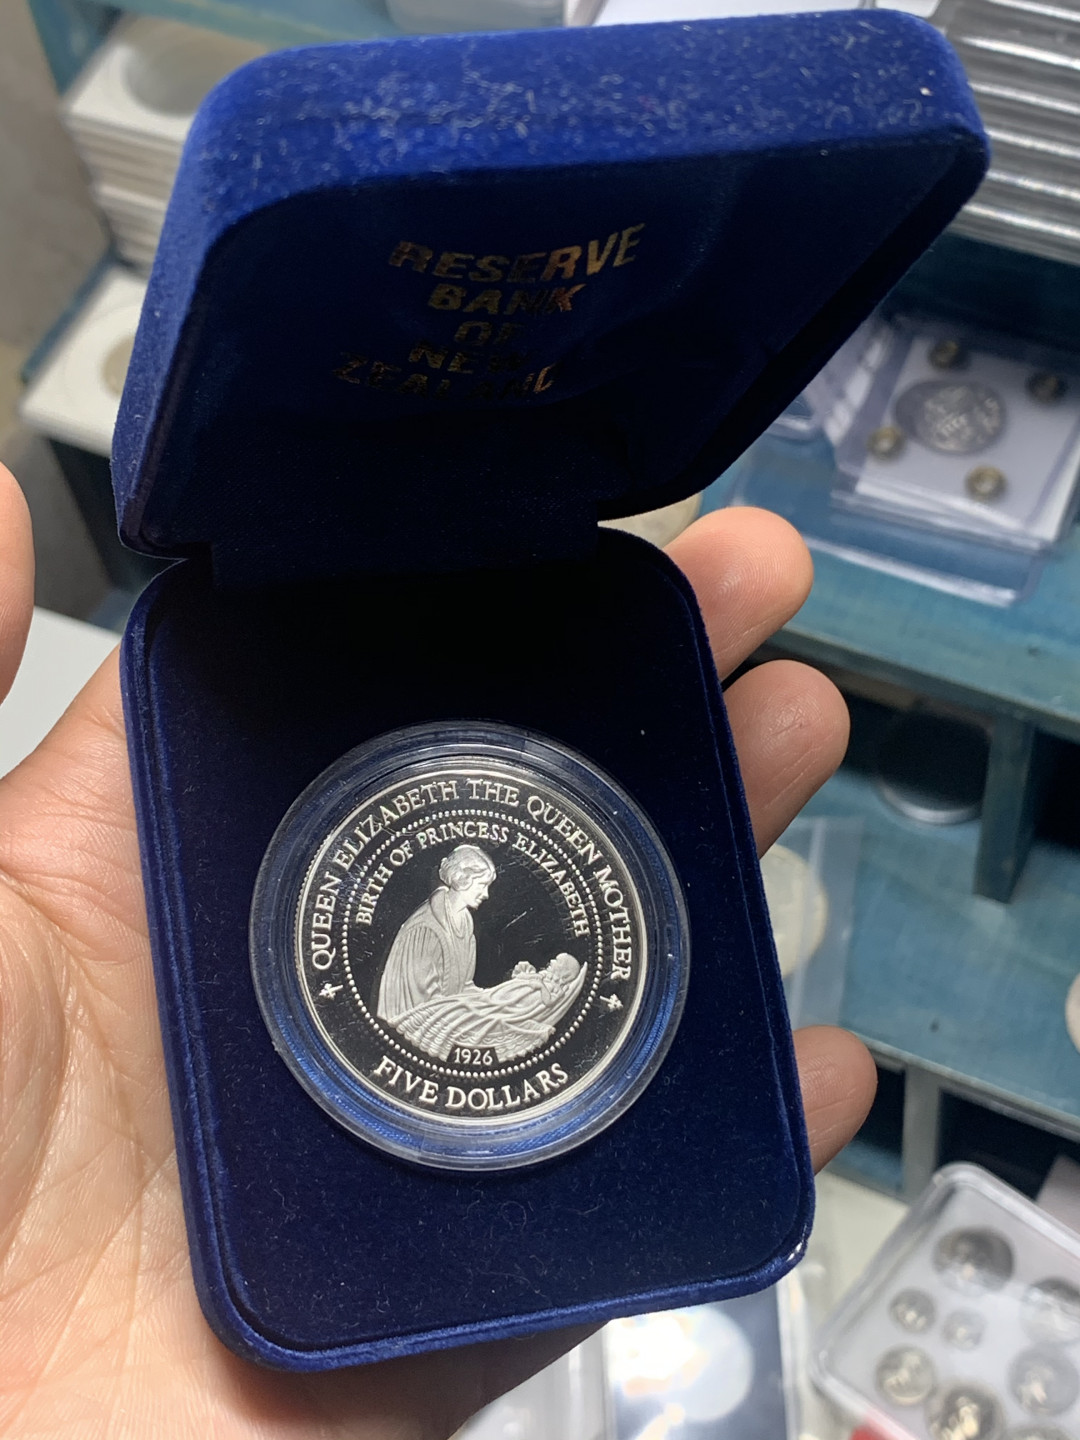 RESERVE
BANK
OF
NEW
ZEALAND
QUEEN ELIZABETH THE QUEEN MOTHER
BIRTH OF PRINCESS ELIZABETH
1926
FIVE DOLLARS